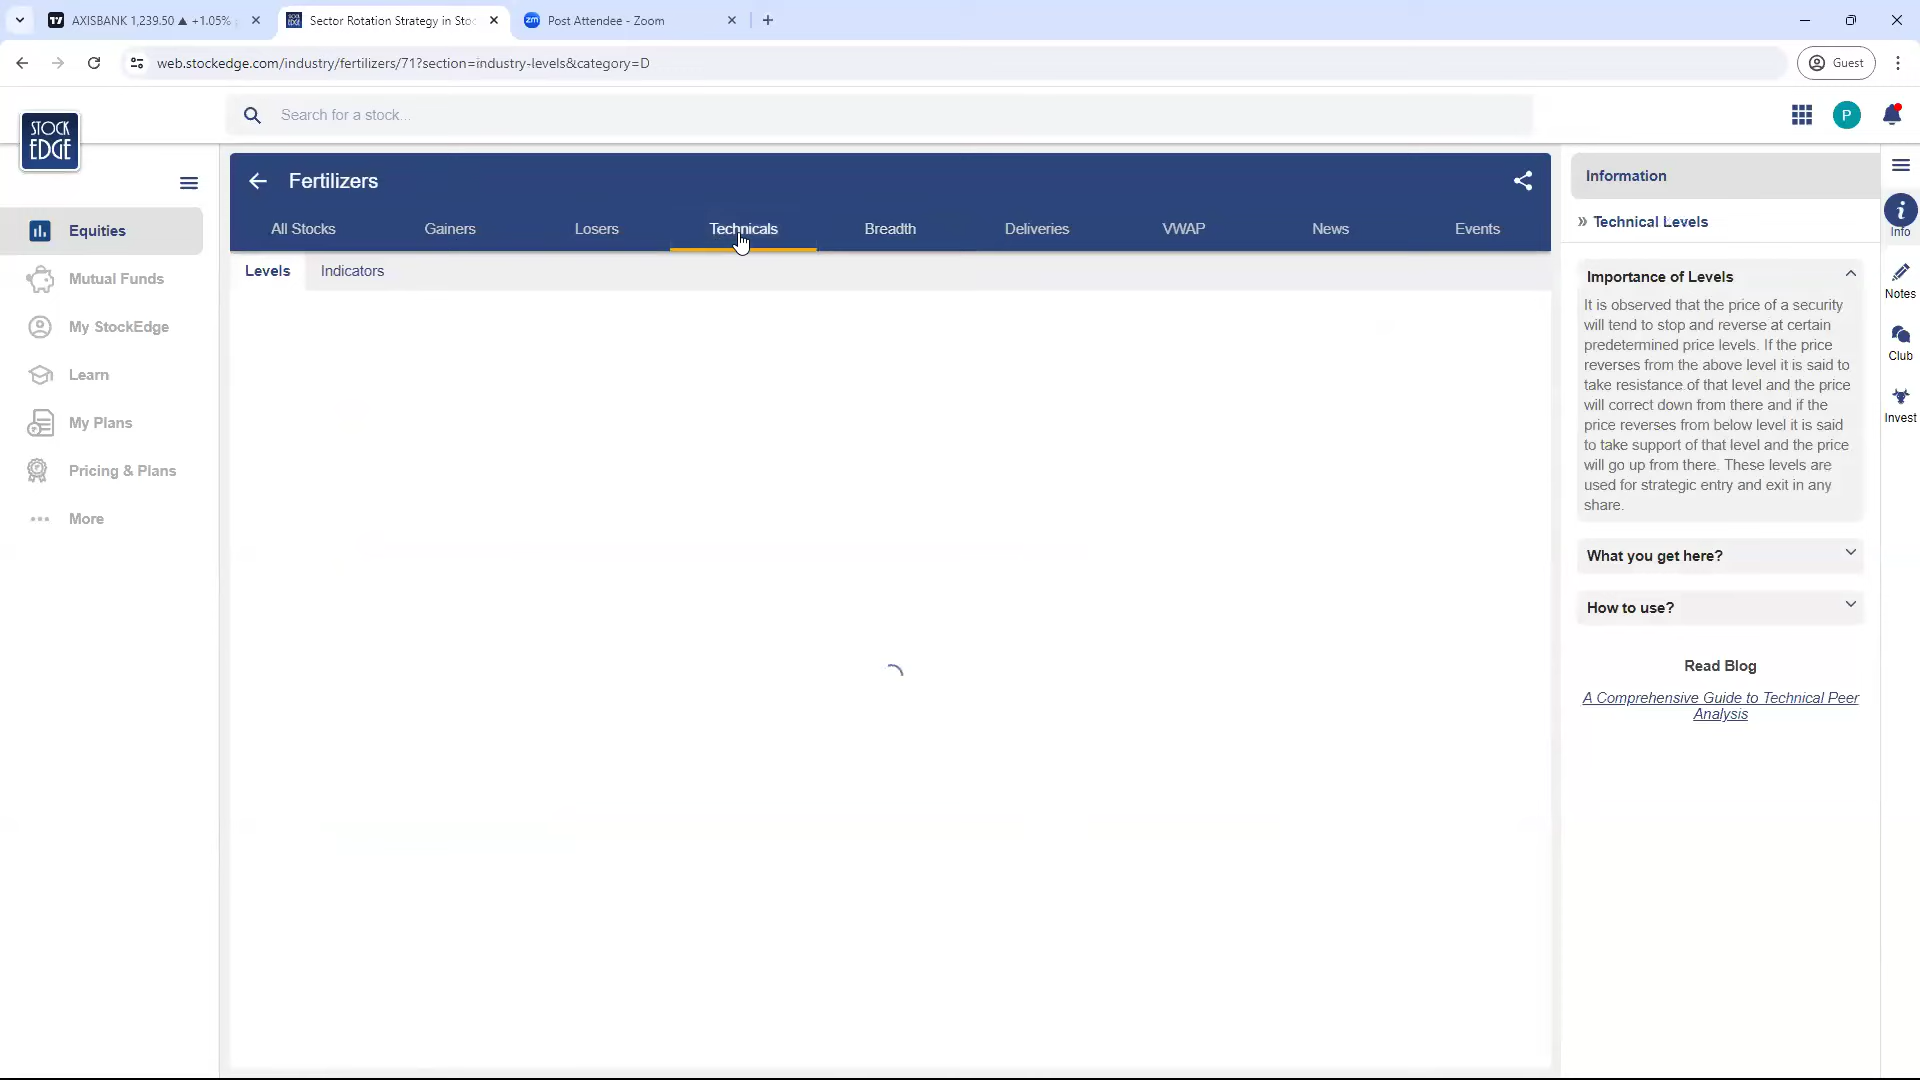 AXISBANK 1,239.50 ▲ +1.05%
Sector Rotation Strategy in Stoc
zm Post Attendee - Zoom
web.stockedge.com/industry/fertilizers/71?section=industry-levels&category=D
Guest
STOCK
EDGE
Search for a stock...
P
Equities
Mutual Funds
My StockEdge
Learn
My Plans
Pricing & Plans
More
Fertilizers
All Stocks Gainers Losers Technicals Breadth Deliveries VWAP News Events
Levels Indicators
Information
» Technical Levels
Importance of Levels
It is observed that the price of a security
will tend to stop and reverse at certain
predetermined price levels. If the price
reverses from the above level it is said to
take resistance of that level and the price
will correct down from there and if the
price reverses from below level it is said
to take support of that level and the price
will go up from there. These levels are
used for strategic entry and exit in any
share.
What you get here?
How to use?
Read Blog
A Comprehensive Guide to Technical Peer
Analysis
Info
Notes
Club
Invest